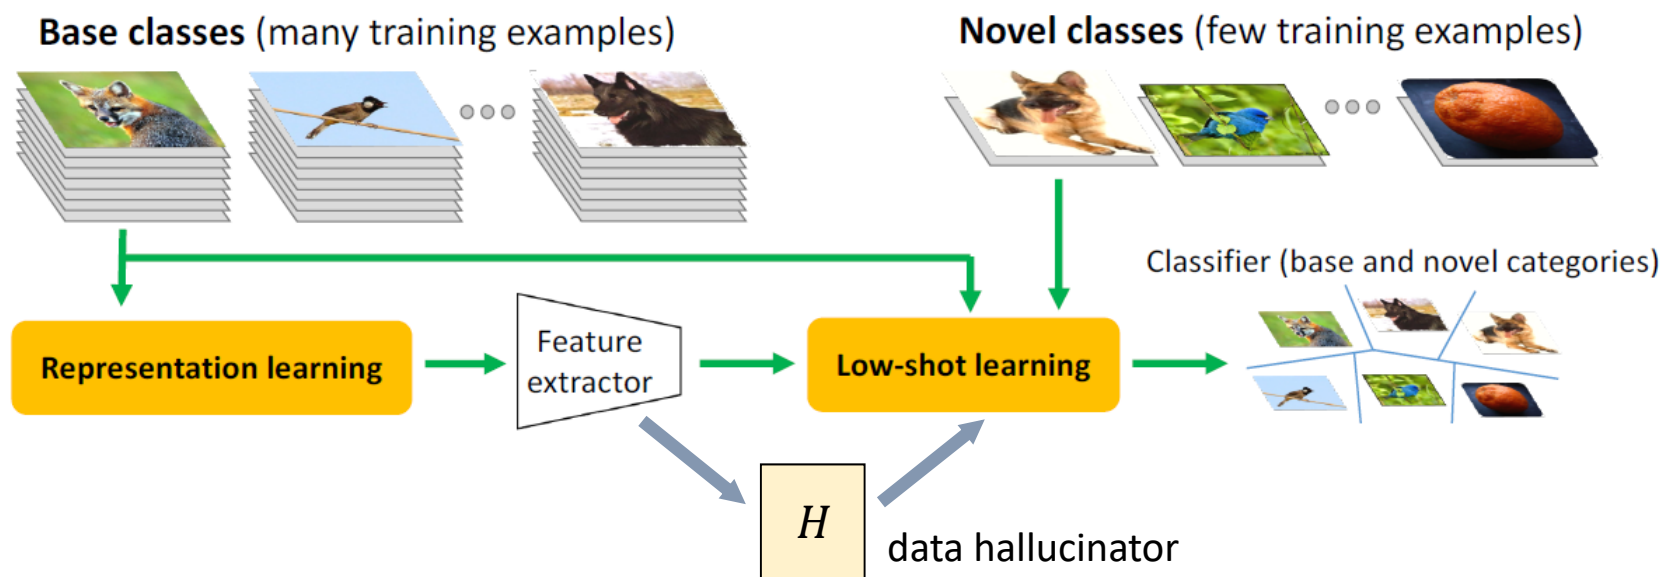 Base classes (many training examples)
Novel classes (few training examples)
Classifier (base and novel categories)
Representation learning
Feature
extractor
Low-shot learning
H
data hallucinator